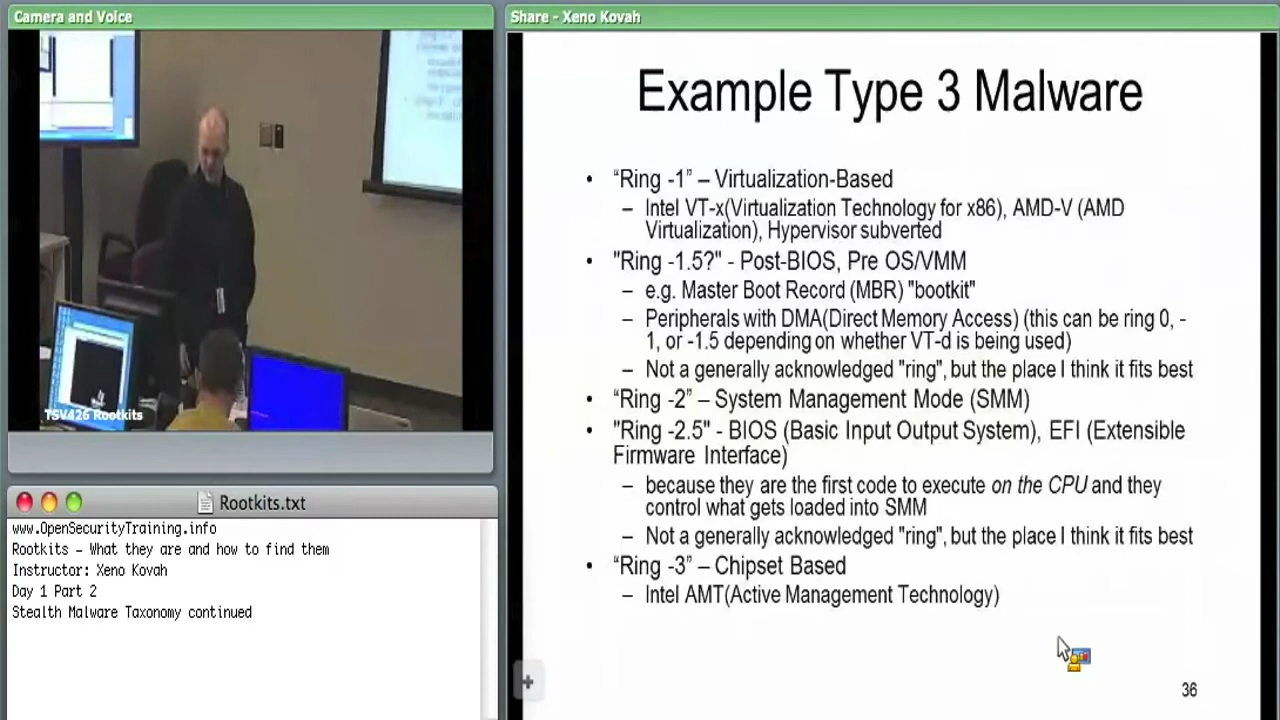 Camera and Voice
TSV426 Rootkits
Rootkits.txt
www.OpenSecurityTraining.info
Rootkits – What they are and how to find them
Instructor: Xeno Kovah
Day 1 Part 2
Stealth Malware Taxonomy continued
Share - Xeno Kovah
Example Type 3 Malware
• “Ring -1” – Virtualization-Based
– Intel VT-x(Virtualization Technology for x86), AMD-V (AMD
Virtualization), Hypervisor subverted
• "Ring -1.5?" - Post-BIOS, Pre OS/VMM
– e.g. Master Boot Record (MBR) "bootkit"
– Peripherals with DMA(Direct Memory Access) (this can be ring 0, -
1, or -1.5 depending on whether VT-d is being used)
– Not a generally acknowledged "ring", but the place I think it fits best
• “Ring -2” – System Management Mode (SMM)
• "Ring -2.5" - BIOS (Basic Input Output System), EFI (Extensible
Firmware Interface)
– because they are the first code to execute on the CPU and they
control what gets loaded into SMM
– Not a generally acknowledged "ring", but the place I think it fits best
• “Ring -3” – Chipset Based
– Intel AMT(Active Management Technology)
36